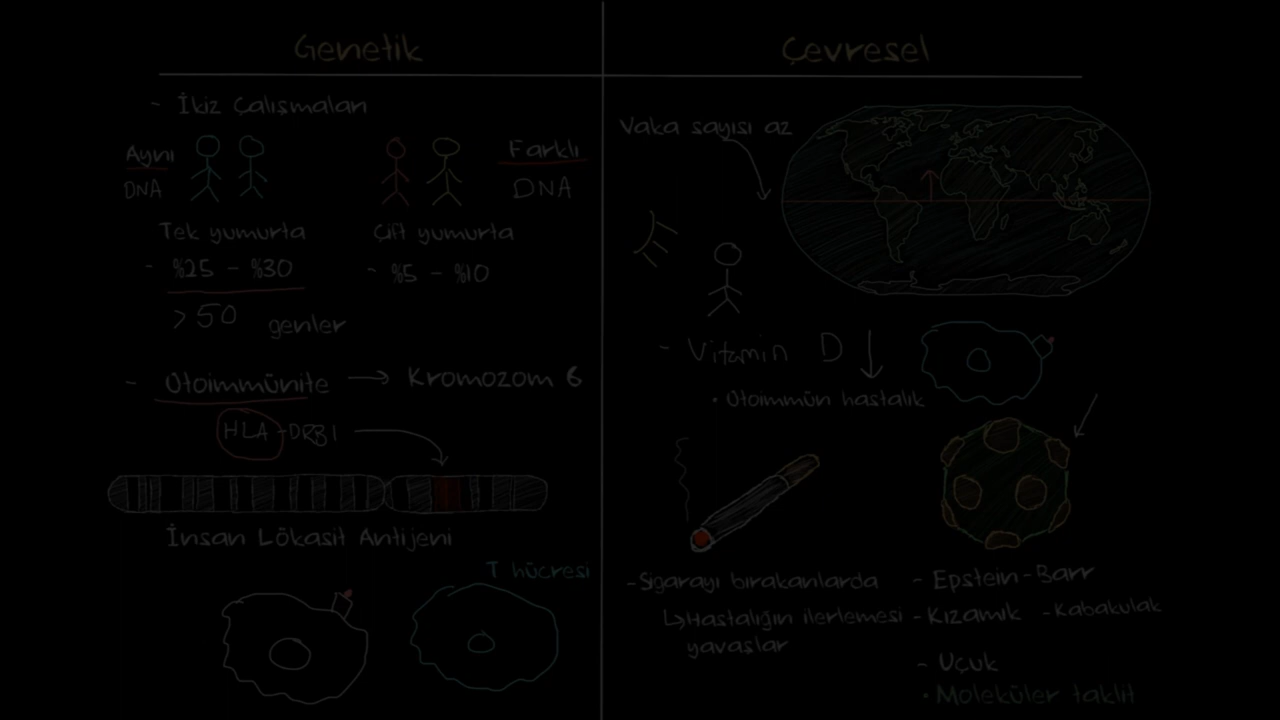 Genetik
- İkiz Çalışmaları
Aynı
DNA
Farklı
DNA
Tek yumurta
- %25 - %30
Çift yumurta
- %5 - %10
>50 genler
- Otoimmünite → Kromozom 6
HLA-DRB1
İnsan Lökasit Antijeni
T hücresi
Çevresel
Vaka sayısı az
- Vitamin D ↓
• Otoimmün hastalık
- Sigarayı bırakanlarda
↳ Hastalığın ilerlemesi
yavaşlar
- Epstein-Barr
- Kızamık - Kabakulak
- Uçuk
• Moleküler taklit